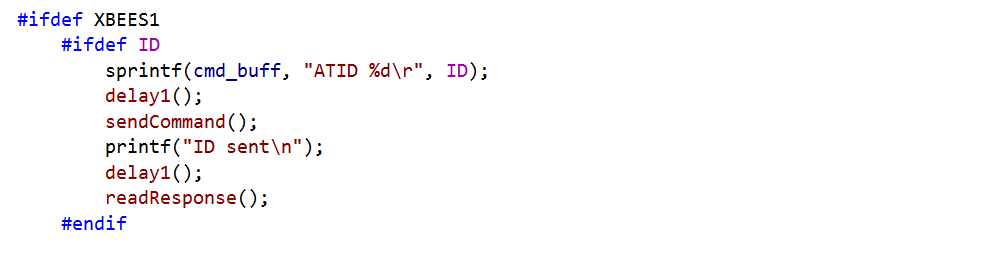 #ifdef XBEES1
    #ifdef ID
        sprintf(cmd_buff, "ATID %d\r", ID);
        delay1();
        sendCommand();
        printf("ID sent\n");
        delay1();
        readResponse();
    #endif